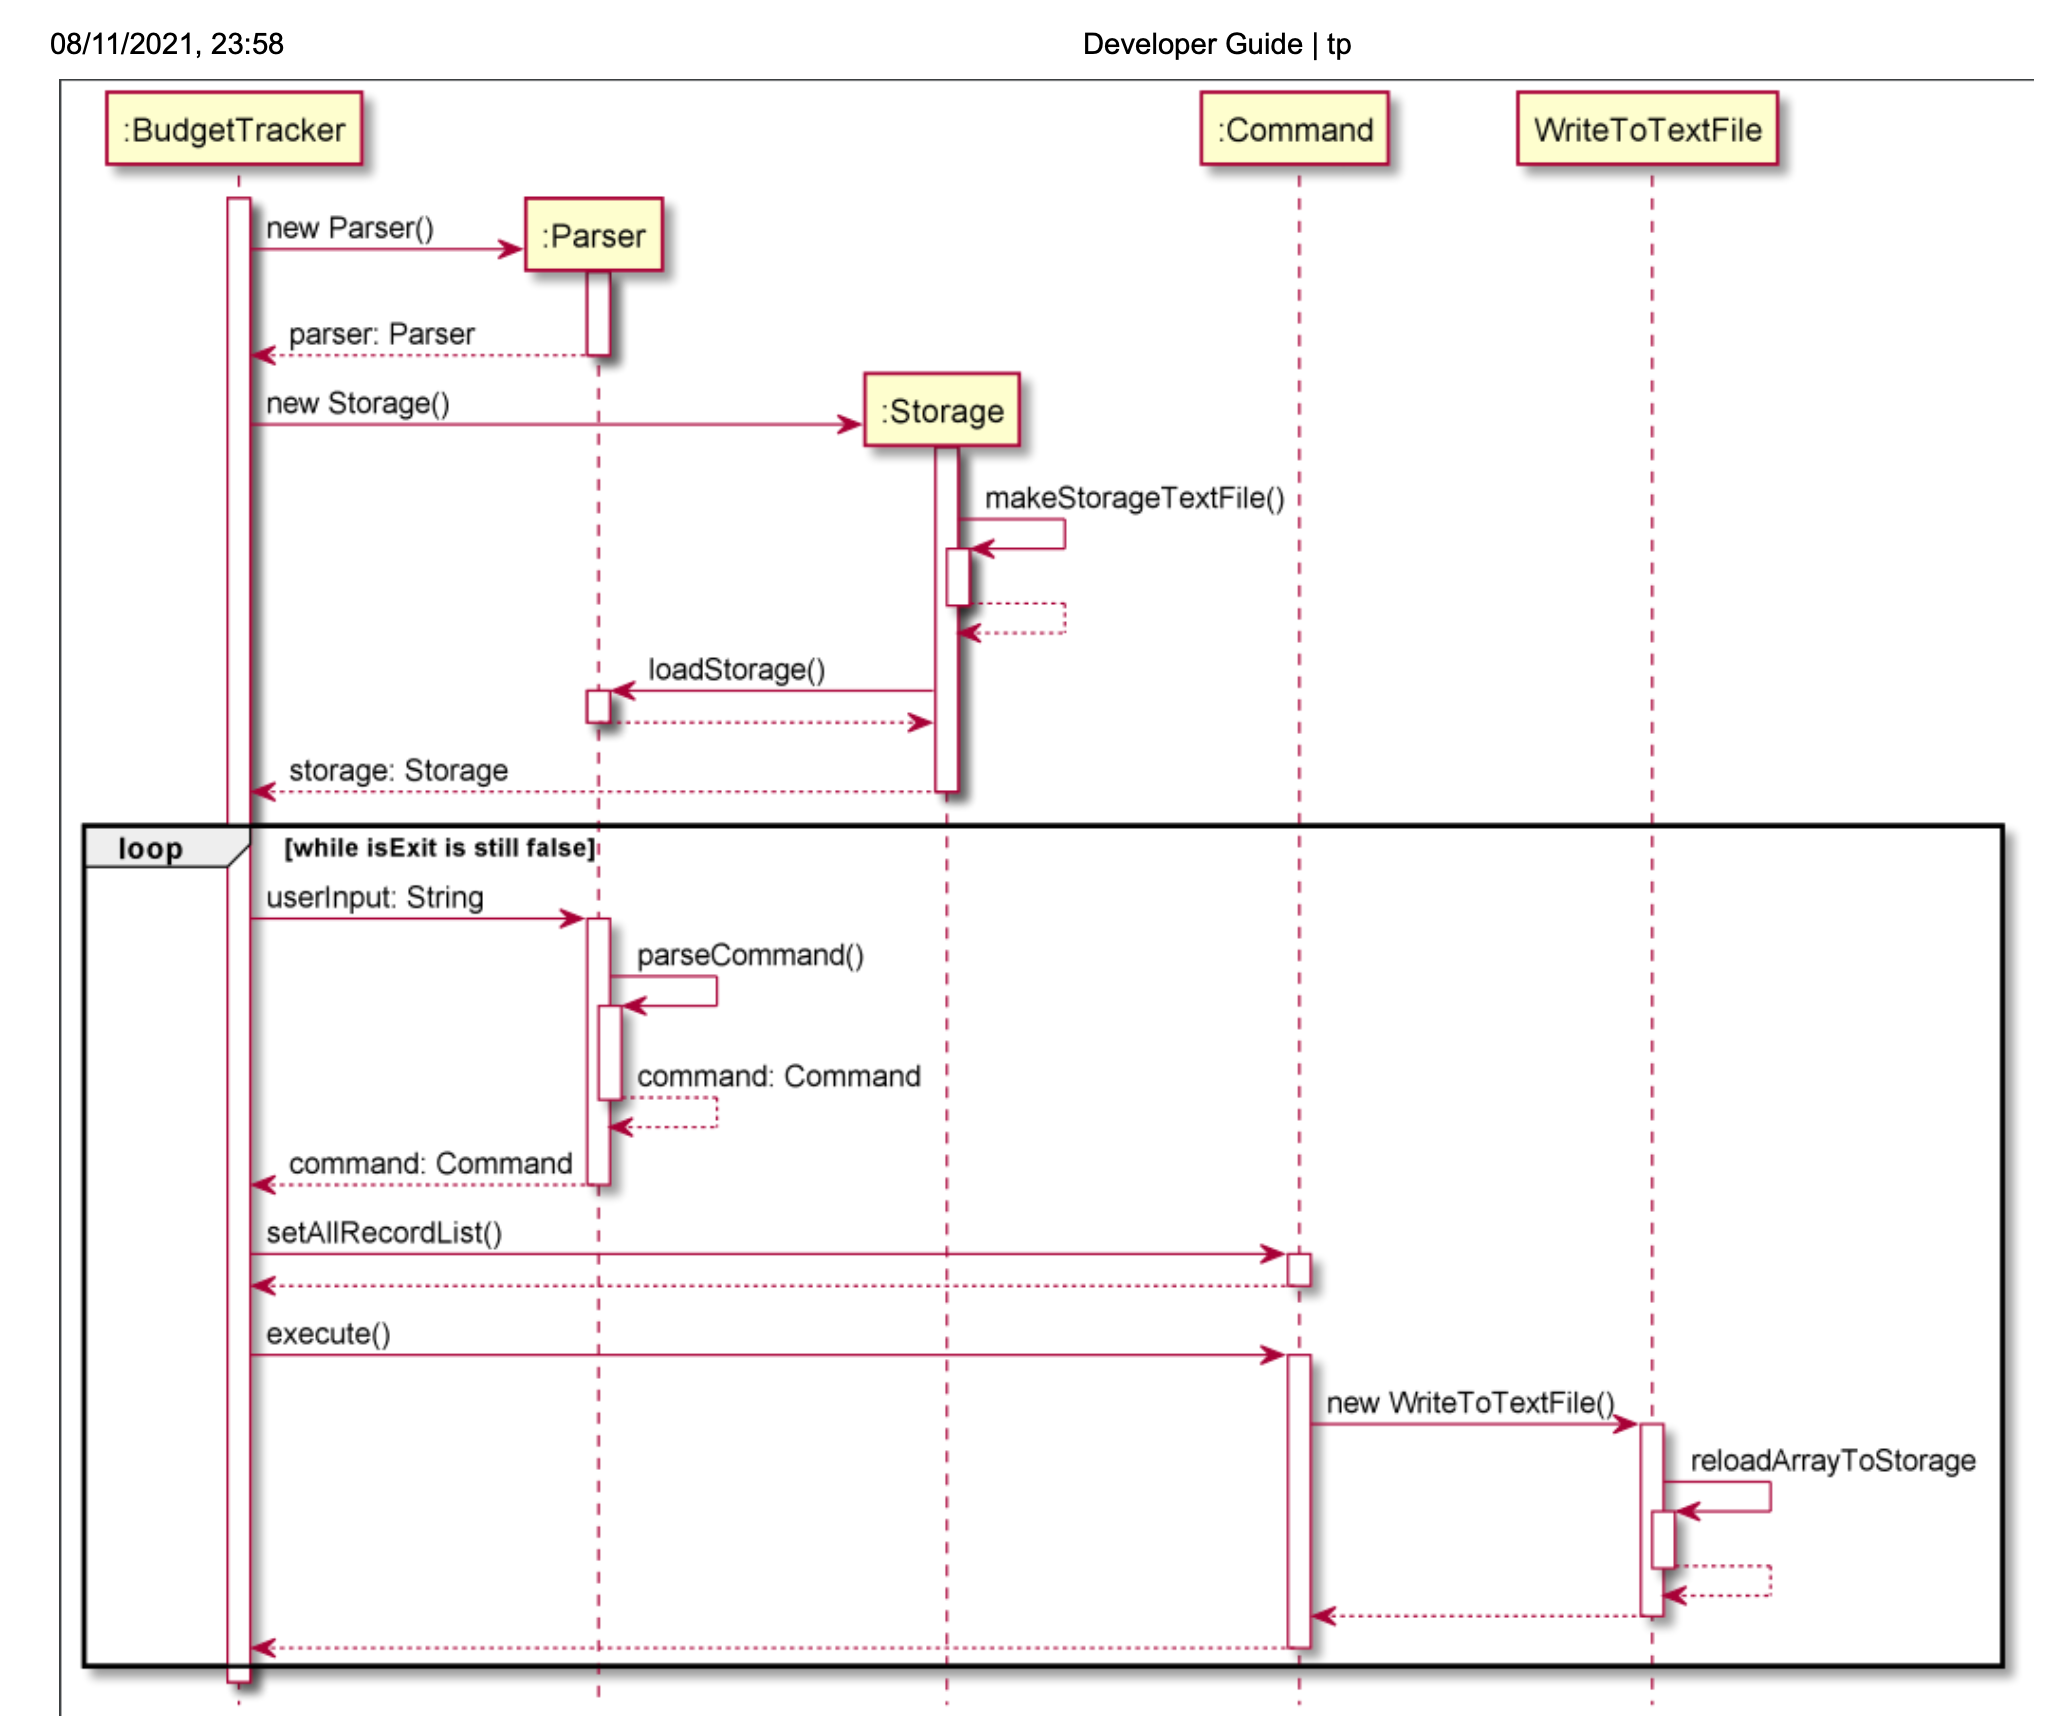 08/11/2021, 23:58
Developer Guide | tp
:BudgetTracker
:Command
WriteToTextFile
new Parser()
:Parser
parser: Parser
new Storage()
:Storage
makeStorageTextFile()
loadStorage()
storage: Storage
loop
[while isExit is still false]
userInput: String
parseCommand()
command: Command
command: Command
setAllRecordList()
execute()
new WriteToTextFile()
reloadArrayToStorage